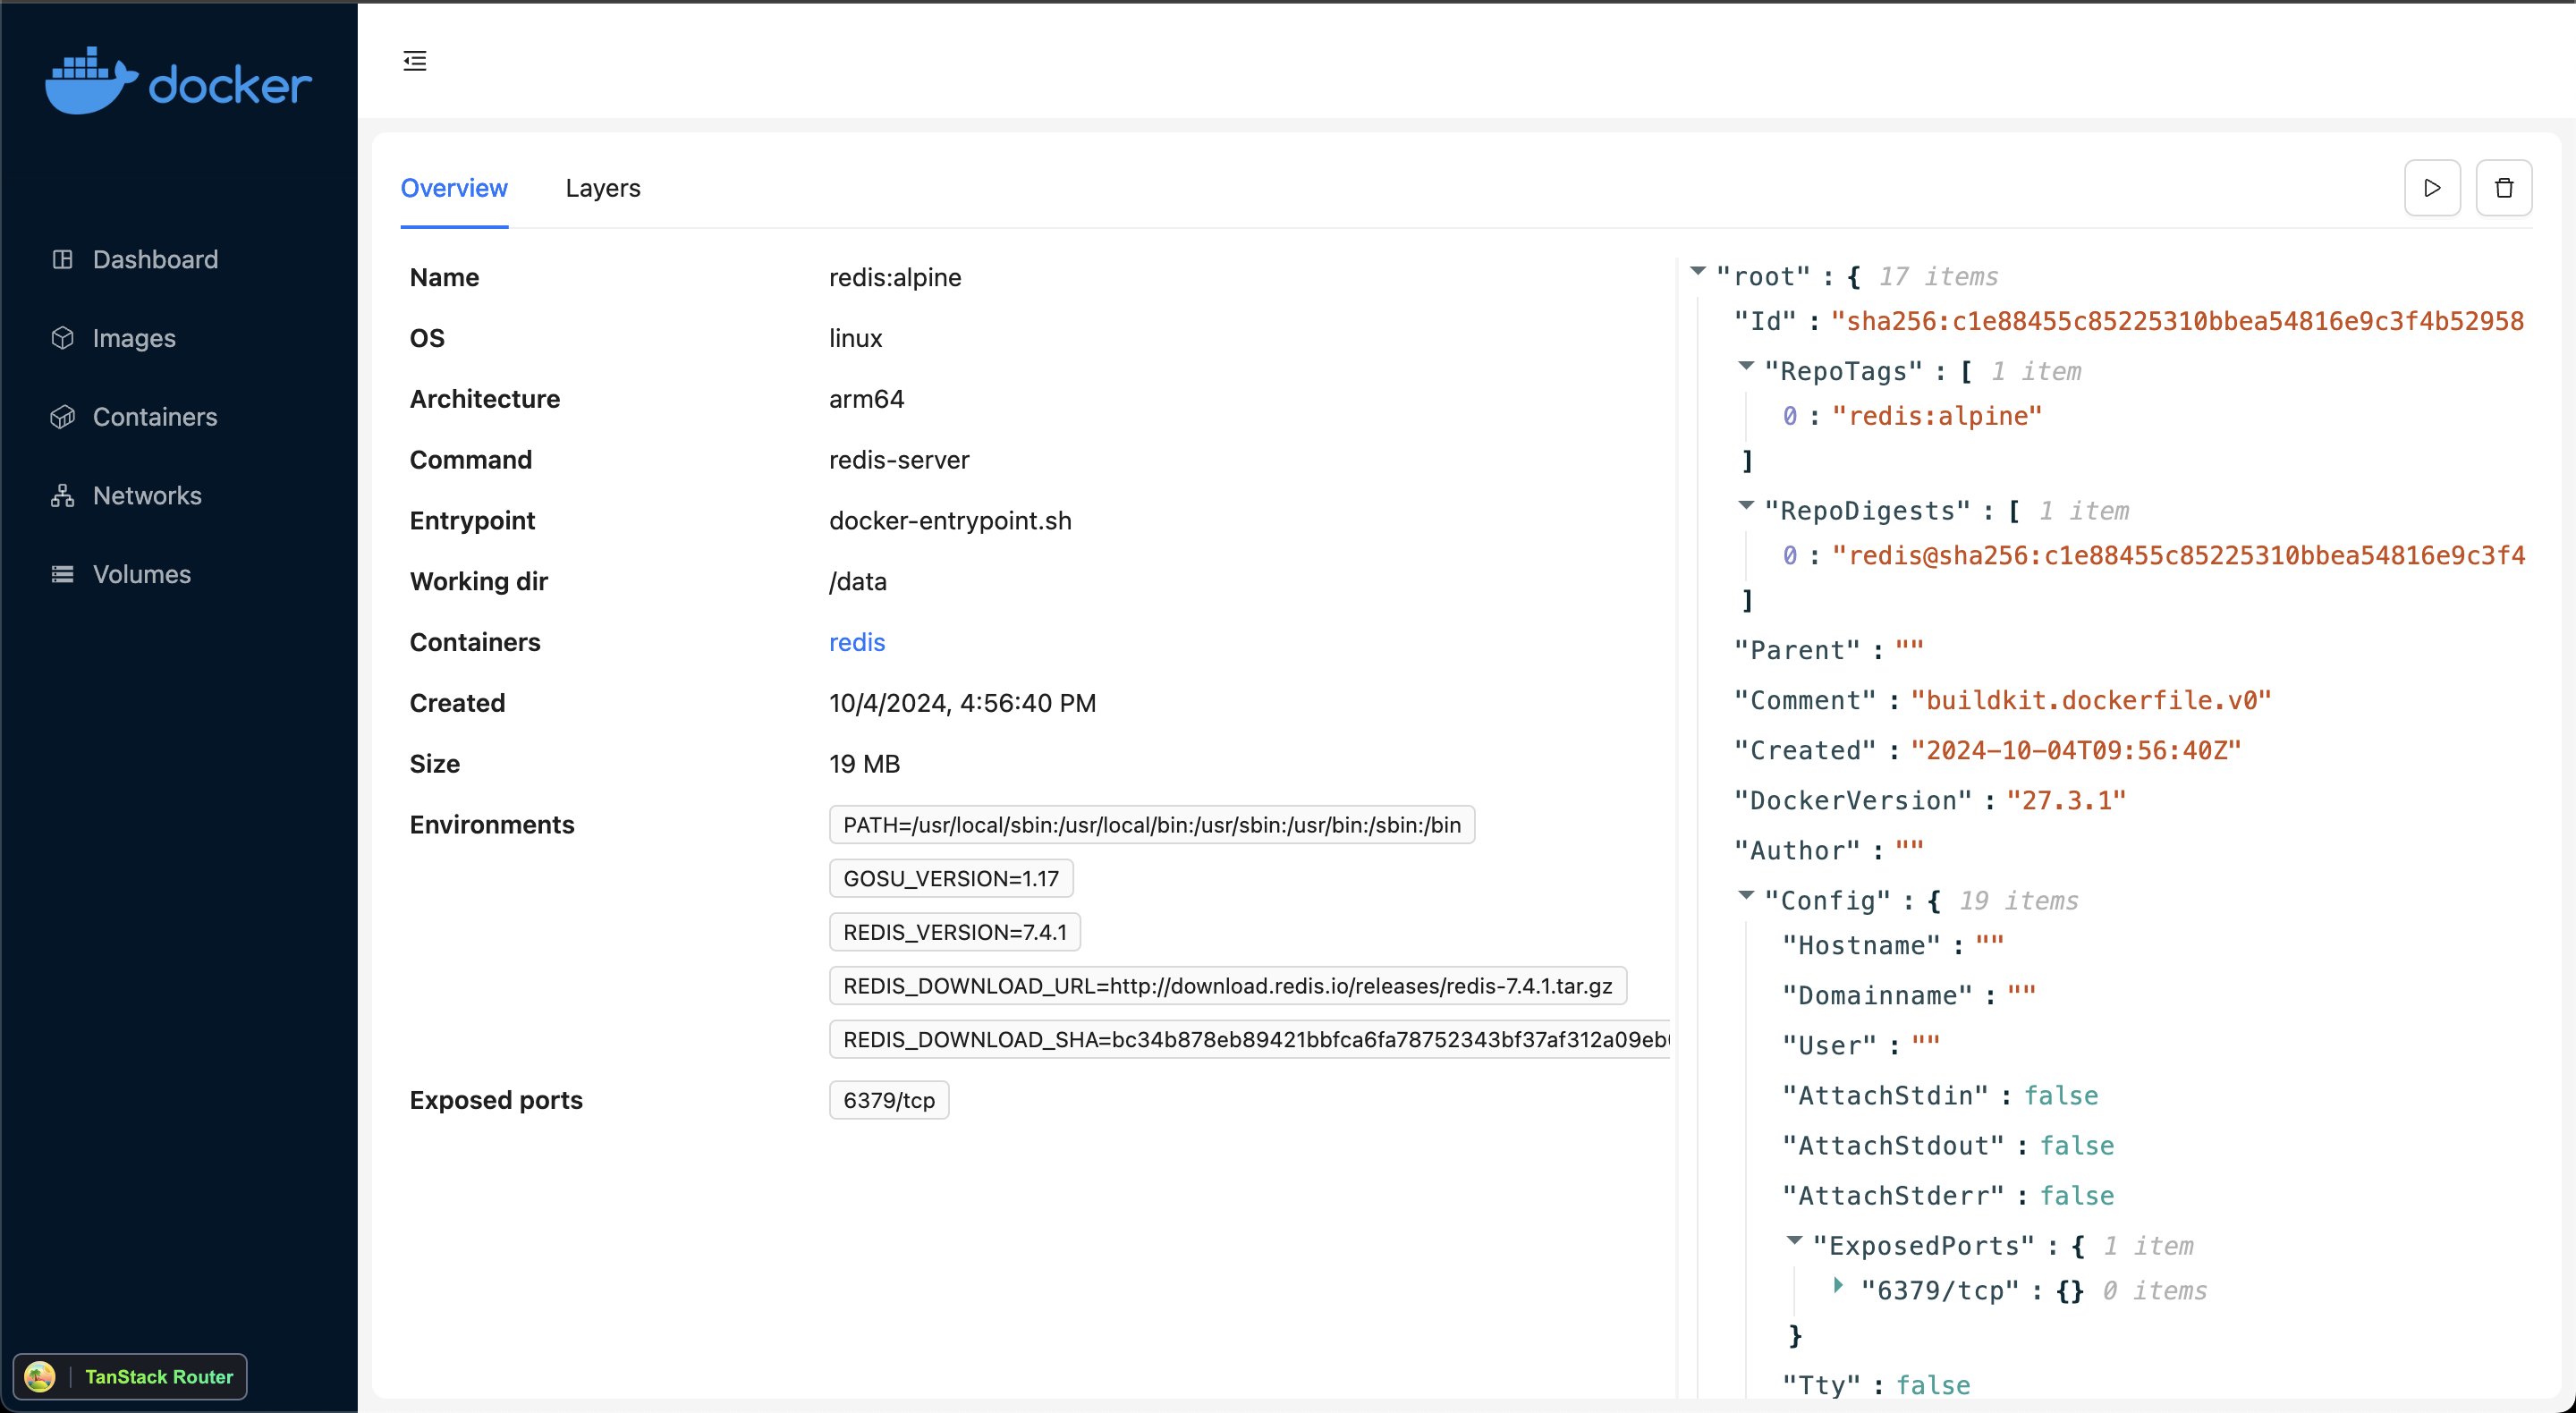 docker
Dashboard
Images
Containers
Networks
Volumes
TanStack Router
Overview
Layers
Name
redis:alpine
OS
linux
Architecture
arm64
Command
redis-server
Entrypoint
docker-entrypoint.sh
Working dir
/data
Containers
redis
Created
10/4/2024, 4:56:40 PM
Size
19 MB
Environments
PATH=/usr/local/sbin:/usr/local/bin:/usr/sbin:/usr/bin:/sbin:/bin
GOSU_VERSION=1.17
REDIS_VERSION=7.4.1
REDIS_DOWNLOAD_URL=http://download.redis.io/releases/redis-7.4.1.tar.gz
REDIS_DOWNLOAD_SHA=bc34b878eb89421bbfca6fa78752343bf37af312a09eb
Exposed ports
6379/tcp
"root" : { 17 items
"Id" : "sha256:c1e88455c85225310bbea54816e9c3f4b52958
"RepoTags" : [ 1 item
0 : "redis:alpine"
]
"RepoDigests" : [ 1 item
0 : "redis@sha256:c1e88455c85225310bbea54816e9c3f4
]
"Parent" : ""
"Comment" : "buildkit.dockerfile.v0"
"Created" : "2024-10-04T09:56:40Z"
"DockerVersion" : "27.3.1"
"Author" : ""
"Config" : { 19 items
"Hostname" : ""
"Domainname" : ""
"User" : ""
"AttachStdin" : false
"AttachStdout" : false
"AttachStderr" : false
"ExposedPorts" : { 1 item
"6379/tcp" : {} 0 items
}
"Tty" : false